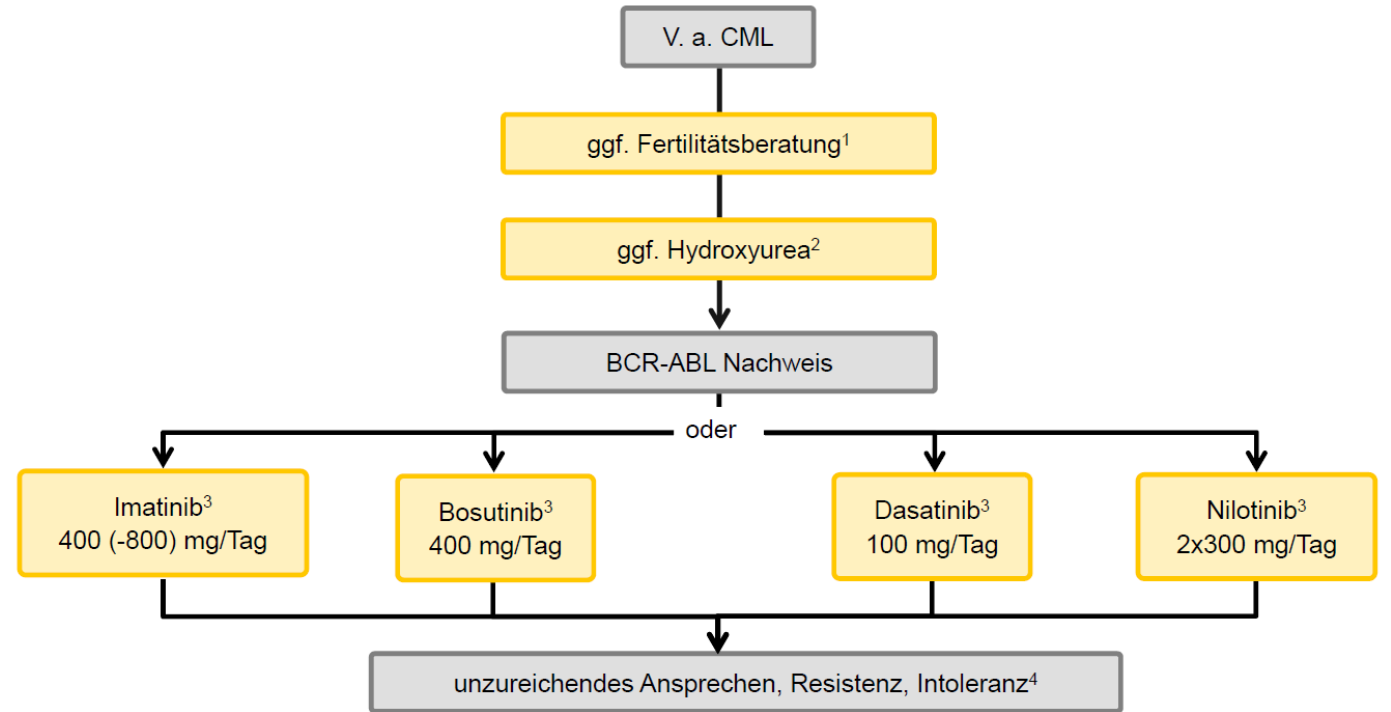 V. a. CML
ggf. Fertilitätsberatung¹
ggf. Hydroxyurea²
BCR-ABL Nachweis
oder
Imatinib³
400 (-800) mg/Tag
Bosutinib³
400 mg/Tag
Dasatinib³
100 mg/Tag
Nilotinib³
2x300 mg/Tag
unzureichendes Ansprechen, Resistenz, Intoleranz⁴